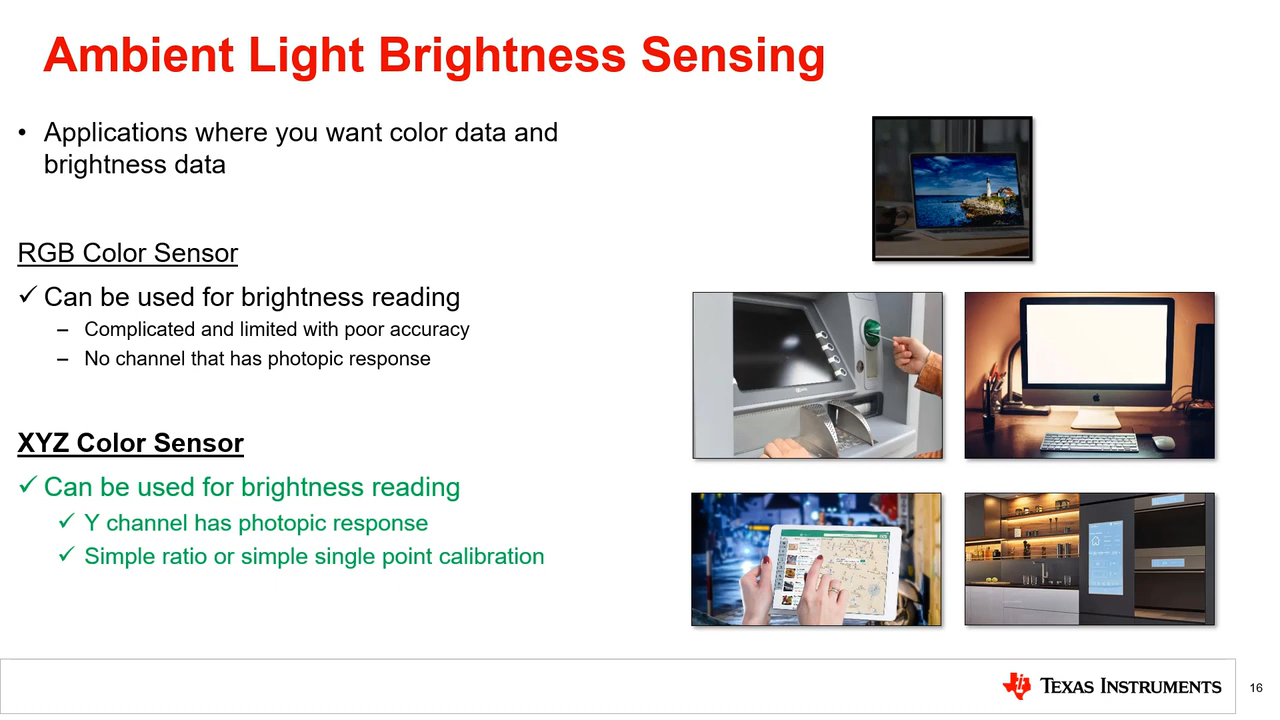 Ambient Light Brightness Sensing
• Applications where you want color data and
brightness data
RGB Color Sensor
✓ Can be used for brightness reading
– Complicated and limited with poor accuracy
– No channel that has photopic response
XYZ Color Sensor
✓ Can be used for brightness reading
✓ Y channel has photopic response
✓ Simple ratio or simple single point calibration
TEXAS INSTRUMENTS
16